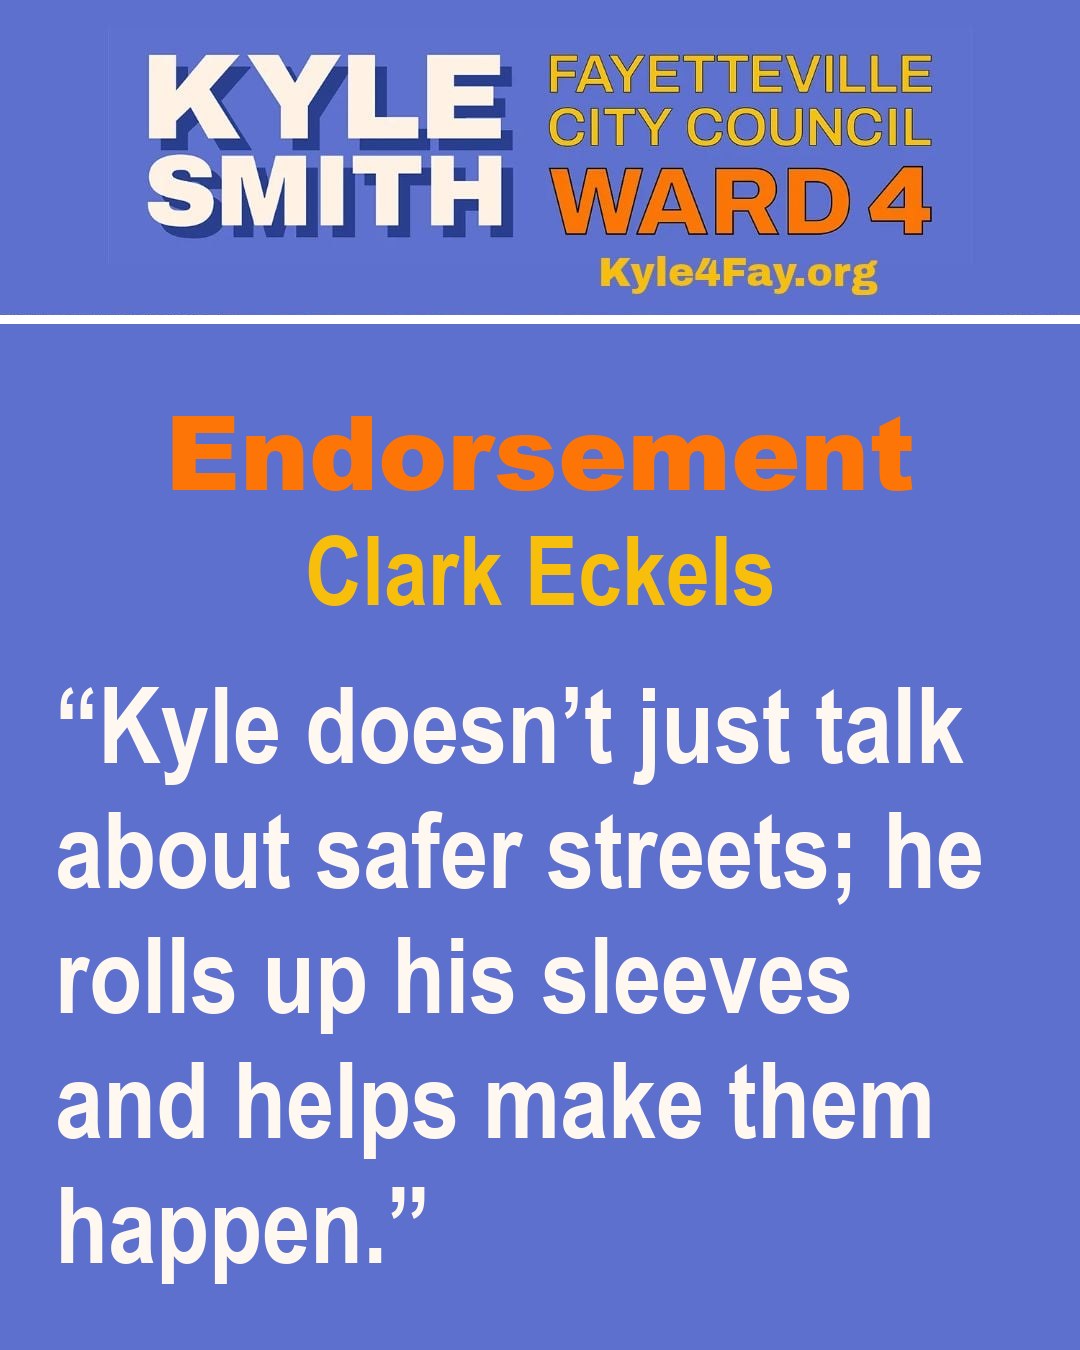 KYLE
SMITH
FAYETTEVILLE
CITY COUNCIL
WARD 4
Kyle4Fay.org
Endorsement
Clark Eckels
“Kyle doesn’t just talk
about safer streets; he
rolls up his sleeves
and helps make them
happen.”